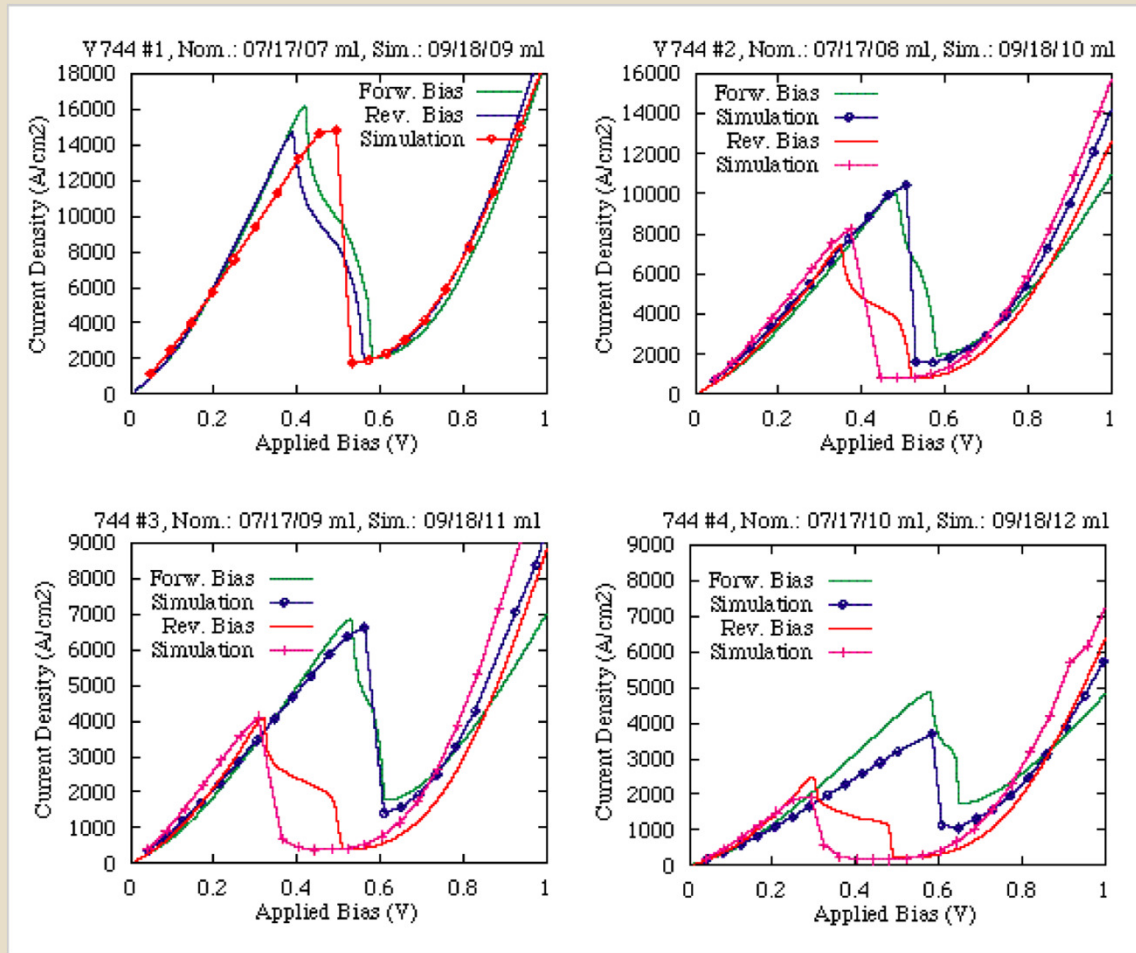 V744 #1, Nom.: 07/17/07 ml, Sim.: 09/18/09 ml
18000
16000
14000
12000
10000
8000
6000
4000
2000
0
Current Density (A/cm2)
Forw. Bias
Rev. Bias
Simulation
0 0.2 0.4 0.6 0.8 1
Applied Bias (V)
V744 #2, Nom.: 07/17/08 ml, Sim.: 09/18/10 ml
16000
14000
12000
10000
8000
6000
4000
2000
0
Current Density (A/cm2)
Forw. Bias
Simulation
Rev. Bias
Simulation
0 0.2 0.4 0.6 0.8 1
Applied Bias (V)
744 #3, Nom.: 07/17/09 ml, Sim.: 09/18/11 ml
9000
8000
7000
6000
5000
4000
3000
2000
1000
0
Current Density (A/cm2)
Forw. Bias
Simulation
Rev. Bias
Simulation
0 0.2 0.4 0.6 0.8 1
Applied Bias (V)
744 #4, Nom.: 07/17/10 ml, Sim.: 09/18/12 ml
9000
8000
7000
6000
5000
4000
3000
2000
1000
0
Current Density (A/cm2)
Forw. Bias
Simulation
Rev. Bias
Simulation
0 0.2 0.4 0.6 0.8 1
Applied Bias (V)